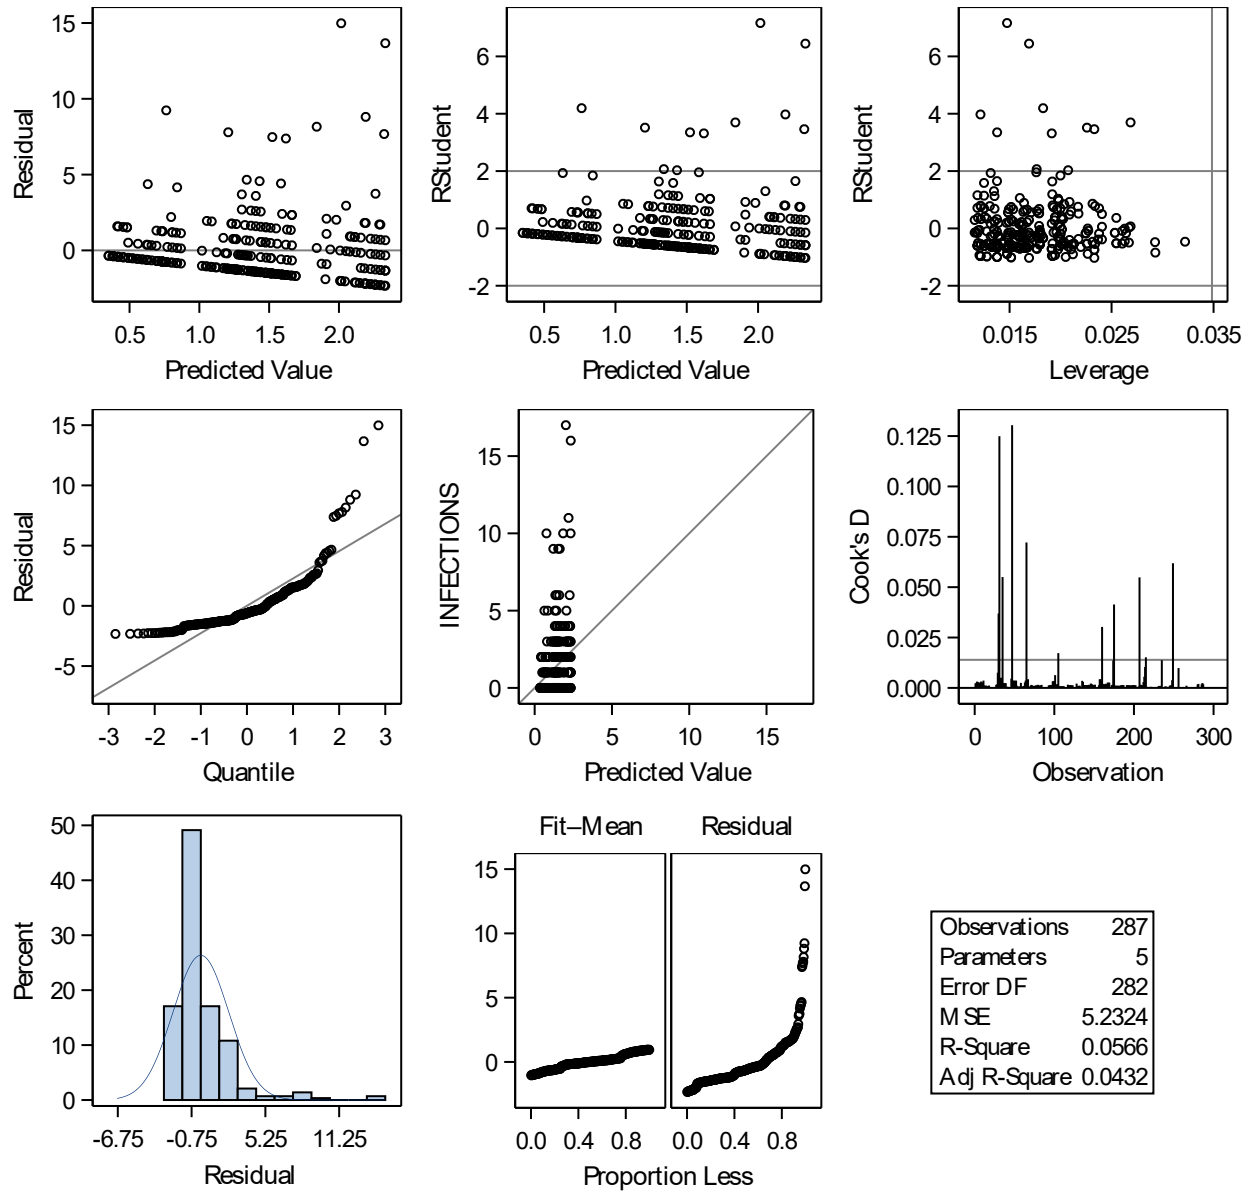 15
10
5
0
Residual
0.5 1.0 1.5 2.0
Predicted Value
6
4
2
0
-2
RStudent
0.5 1.0 1.5 2.0
Predicted Value
6
4
2
0
-2
RStudent
0.015 0.025 0.035
Leverage
15
10
5
0
-5
Residual
-3 -2 -1 0 1 2 3
Quantile
15
10
5
0
INFECTIONS
0 5 10 15
Predicted Value
0.125
0.100
0.075
0.050
0.025
0.000
Cook's D
0 100 200 300
Observation
50
40
30
20
10
0
Percent
-6.75 -0.75 5.25 11.25
Residual
Fit–Mean Residual
15
10
5
0
0.0 0.4 0.8 0.0 0.4 0.8
Proportion Less
Observations 287
Parameters 5
Error DF 282
MSE 5.2324
R-Square 0.0566
Adj R-Square 0.0432